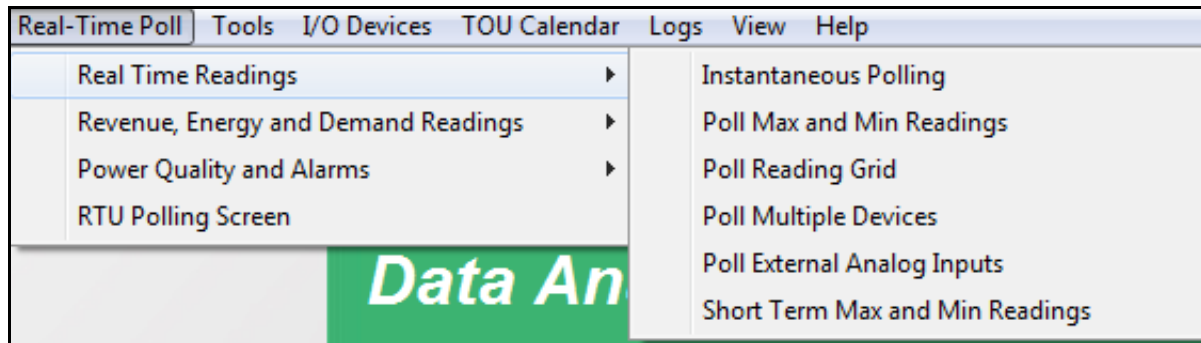 Real-Time Poll Tools I/O Devices TOU Calendar Logs View Help
Real Time Readings
Revenue, Energy and Demand Readings
Power Quality and Alarms
RTU Polling Screen
Instantaneous Polling
Poll Max and Min Readings
Poll Reading Grid
Poll Multiple Devices
Poll External Analog Inputs
Short Term Max and Min Readings
Data An